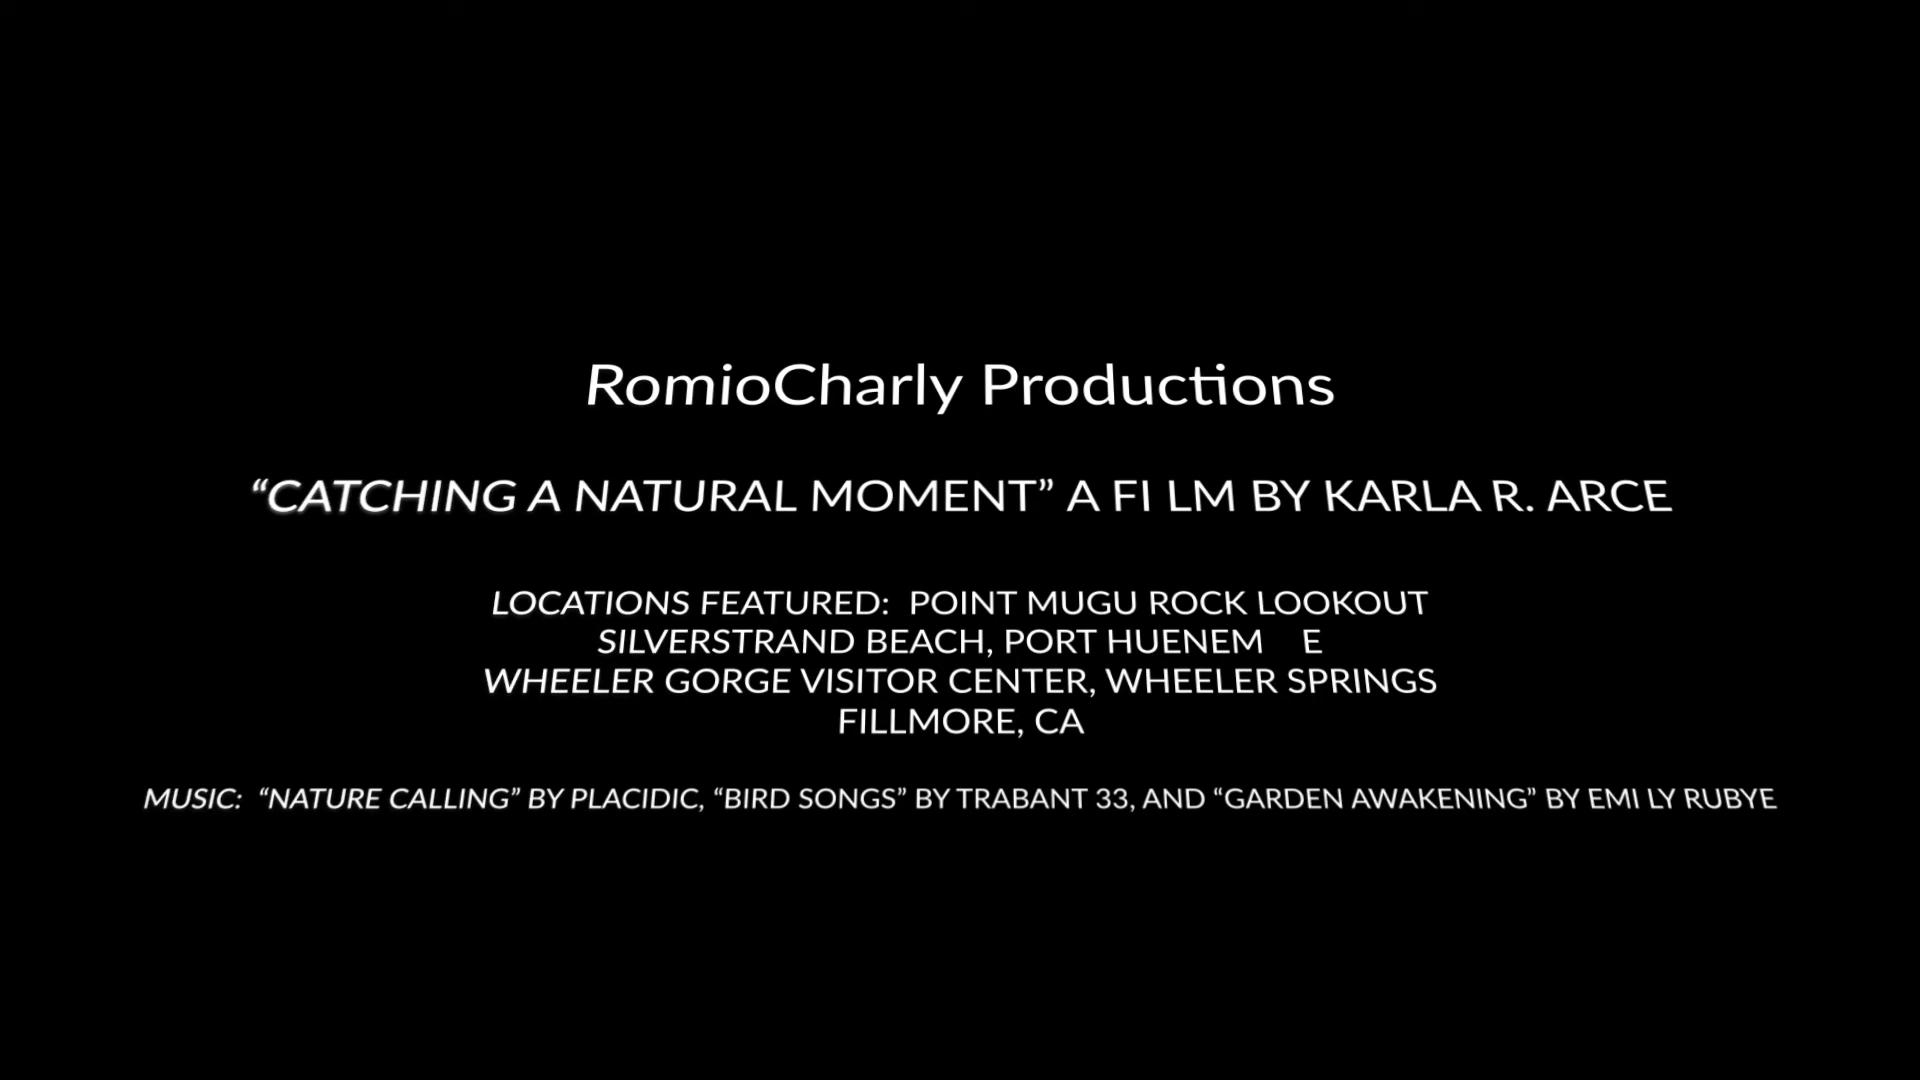 RomioCharly Productions
“CATCHING A NATURAL MOMENT” A FI LM BY KARLA R. ARCE
LOCATIONS FEATURED:  POINT MUGU ROCK LOOKOUT
SILVERSTRAND BEACH, PORT HUENEM E
WHEELER GORGE VISITOR CENTER, WHEELER SPRINGS
FILLMORE, CA
MUSIC:  “NATURE CALLING” BY PLACIDIC, “BIRD SONGS” BY TRABANT 33, AND “GARDEN AWAKENING” BY EMI LY RUBYE